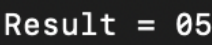 Result = 05